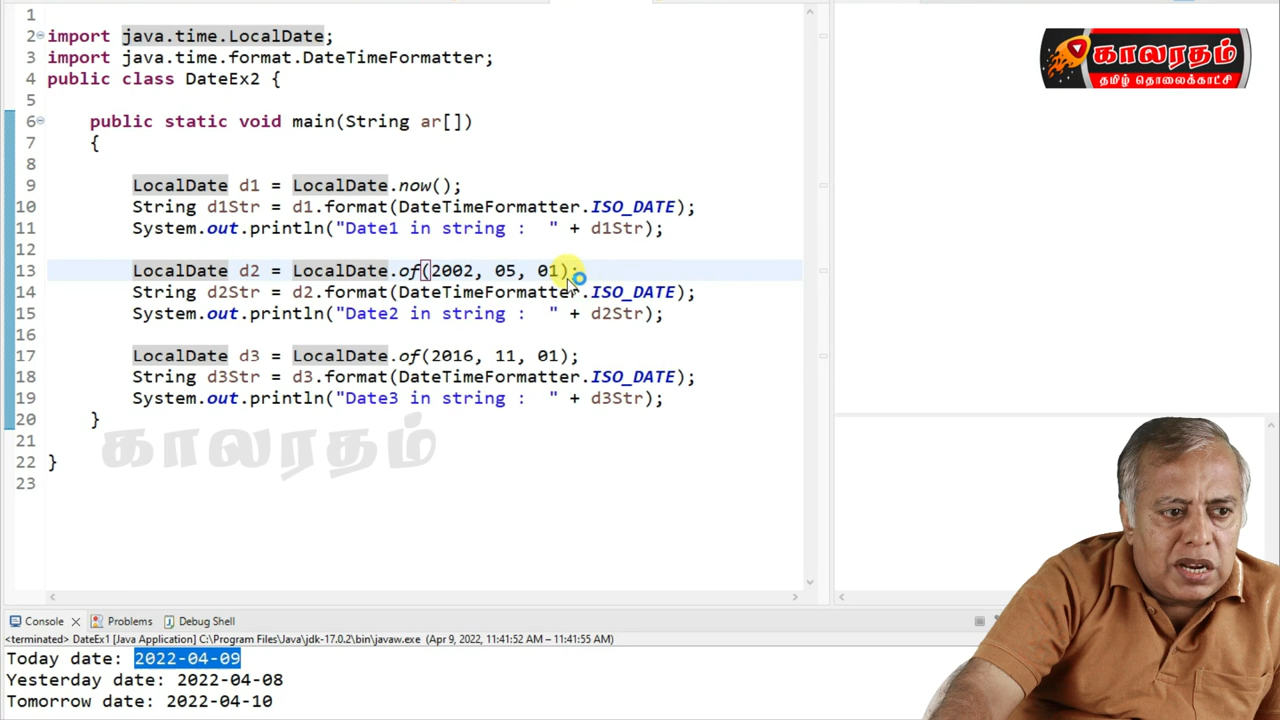 1
2 import java.time.LocalDate;
3 import java.time.format.DateTimeFormatter;
4 public class DateEx2 {
5
6 public static void main(String ar[])
7 {
8
9 LocalDate d1 = LocalDate.now();
10 String d1Str = d1.format(DateTimeFormatter.ISO_DATE);
11 System.out.println("Date1 in string :  " + d1Str);
12
13 LocalDate d2 = LocalDate.of(2002, 05, 01);
14 String d2Str = d2.format(DateTimeFormatter.ISO_DATE);
15 System.out.println("Date2 in string :  " + d2Str);
16
17 LocalDate d3 = LocalDate.of(2016, 11, 01);
18 String d3Str = d3.format(DateTimeFormatter.ISO_DATE);
19 System.out.println("Date3 in string :  " + d3Str);
20 }
21
22 }
23
காலரதம்
காலரதம்
தமிழ் தொலைக்காட்சி
Console Problems Debug Shell
<terminated> DateEx1 [Java Application] C:\Program Files\Java\jdk-17.0.2\bin\javaw.exe (Apr 9, 2022, 11:41:52 AM – 11:41:55 AM)
Today date: 2022-04-09
Yesterday date: 2022-04-08
Tomorrow date: 2022-04-10